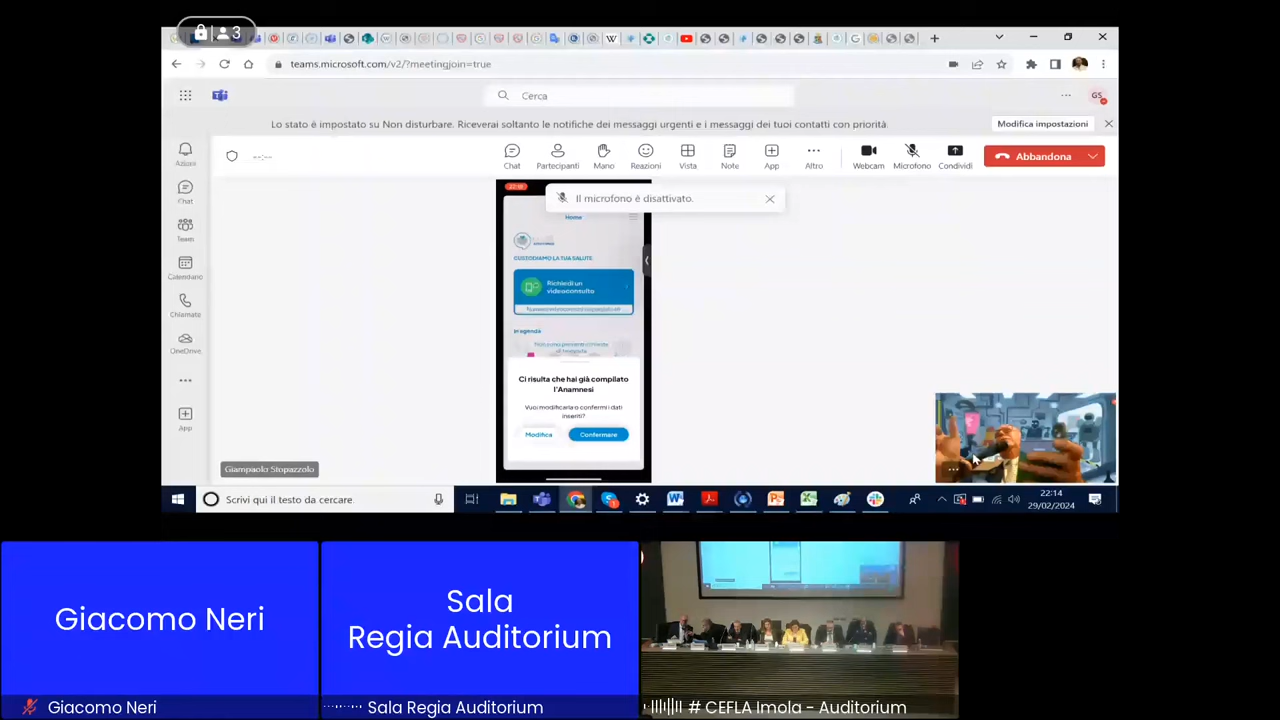 3
teams.microsoft.com/v2/?meetingjoin=true
Cerca
GS
Lo stato è impostato su Non disturbare. Riceverai soltanto le notifiche dei messaggi urgenti e i messaggi dei tuoi contatti con priorità.
Modifica impostazioni
--:--
Chat
Partecipanti
Mano
Reazioni
Vista
Note
App
Altro
Webcam
Microfono
Condividi
Abbandona
Chat
Team
Calendario
Chiamate
OneDrive
App
Il microfono è disattivato.
Home
CUSTODIAMO LA TUA SALUTE
Richiedi un
videoconsulto
In agenda
Ci risulta che hai già compilato
l'Anamnesi
Vuoi modificarla o confermi i dati
inseriti?
Modifica
Confermare
Giampaolo Stopazzolo
Scrivi qui il testo da cercare.
22:14
29/02/2024
Giacomo Neri
Sala
Regia Auditorium
Giacomo Neri
Sala Regia Auditorium
# CEFLA Imola - Auditorium